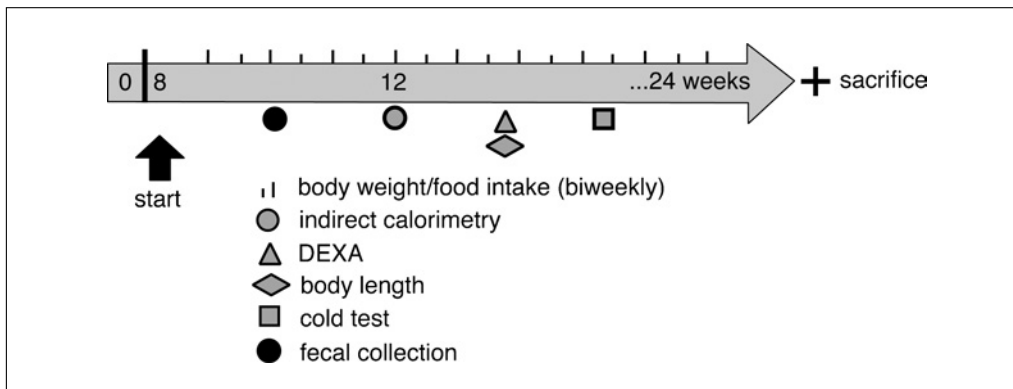 0 8 12 ...24 weeks sacrifice
start
body weight/food intake (biweekly)
indirect calorimetry
DEXA
body length
cold test
fecal collection